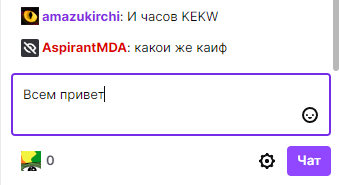 amazukirchi: И часов KEKW
AspirantMDA: какои же каиф
Всем привет
0
Чат